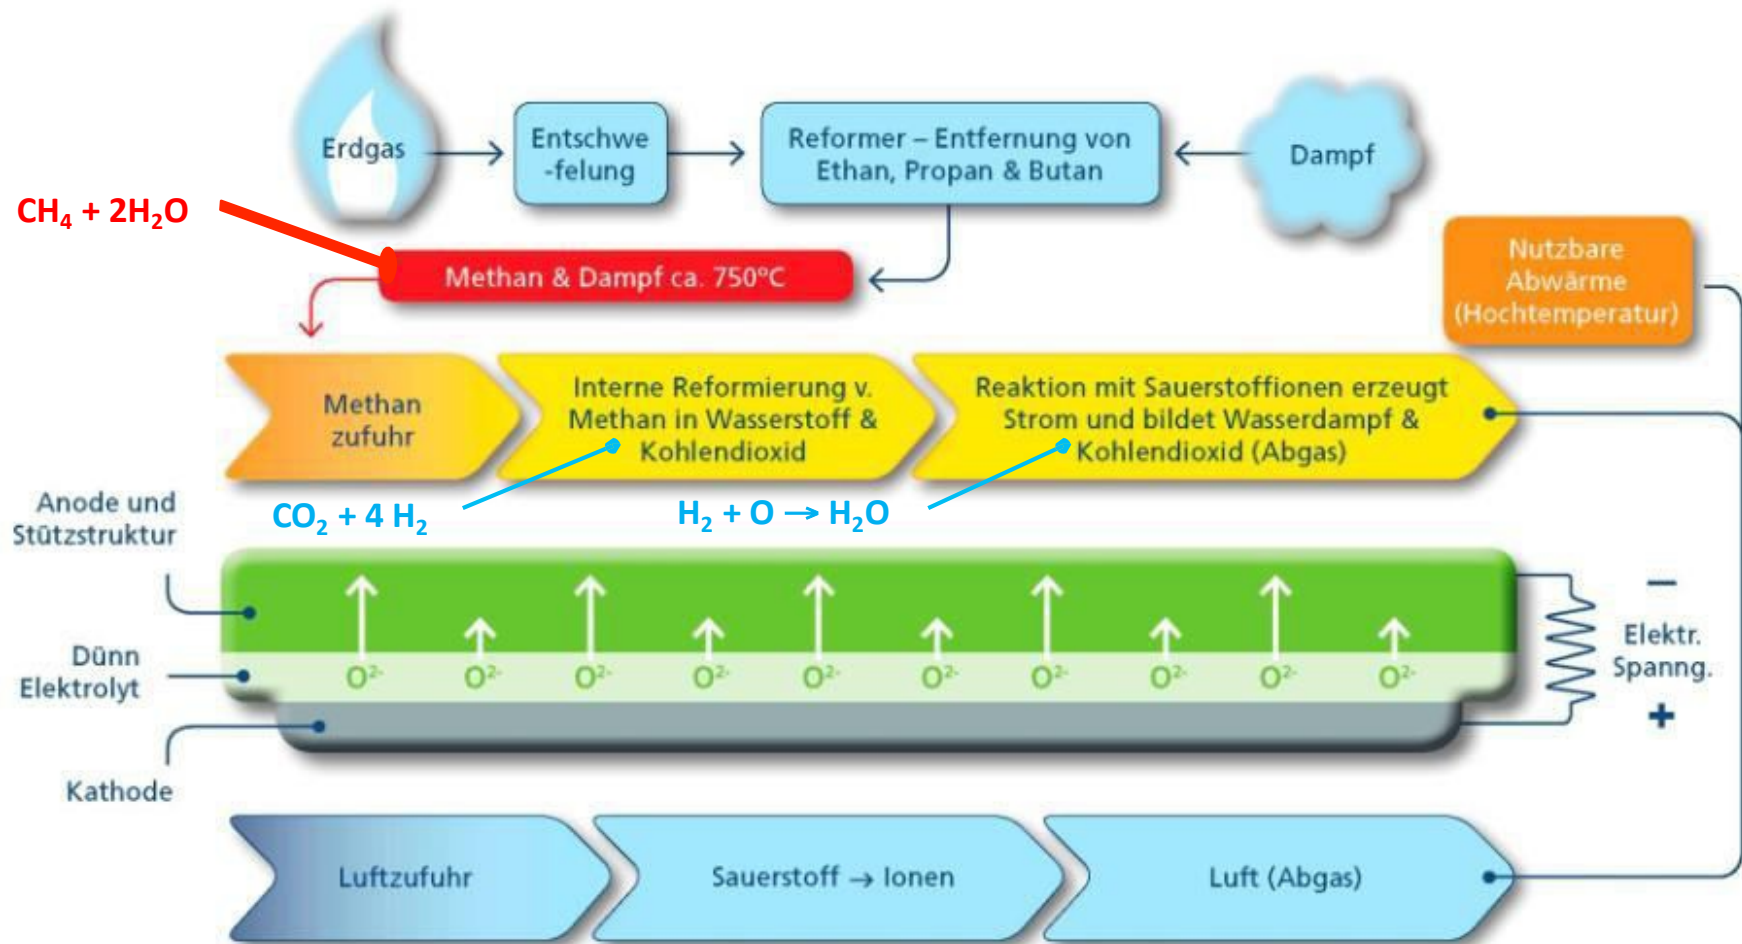 Erdgas
Entschwe
-felung
Reformer – Entfernung von
Ethan, Propan & Butan
Dampf
CH₄ + 2H₂O
Methan & Dampf ca. 750ºC
Nutzbare
Abwärme
(Hochtemperatur)
Methan
zufuhr
Interne Reformierung v.
Methan in Wasserstoff &
Kohlendioxid
Reaktion mit Sauerstoffionen erzeugt
Strom und bildet Wasserdampf &
Kohlendioxid (Abgas)
CO₂ + 4 H₂
H₂ + O → H₂O
Anode und
Stützstruktur
Dünn
Elektrolyt
Kathode
O²⁻ O²⁻ O²⁻ O²⁻ O²⁻ O²⁻ O²⁻ O²⁻ O²⁻ O²⁻
–
Elektr.
Spanng.
+
Luftzufuhr
Sauerstoff → Ionen
Luft (Abgas)